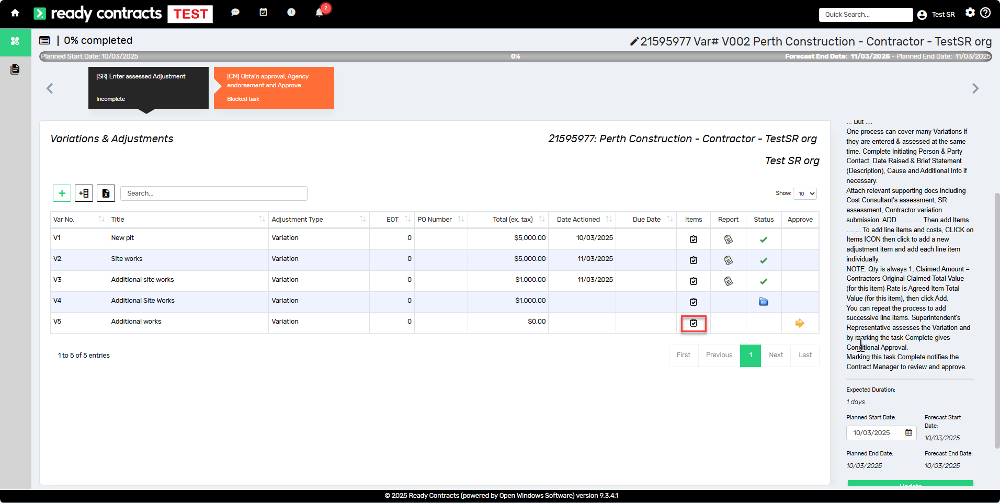 ready contracts TEST
2
Quick Search...
Test SR
| 0% completed
21595977 Var# V002 Perth Construction - Contractor - TestSR org
Planned Start Date: 10/03/2025
0%
Forecast End Date: 11/03/2025 - Planned End Date: 11/03/2025
[SR] Enter assessed Adjustment
Incomplete
[CM] Obtain approval, Agency
endorsement and Approve
Blocked task
Variations & Adjustments
21595977: Perth Construction - Contractor - TestSR org
Test SR org
Search...
Show: 10
Var No. Title Adjustment Type EOT PO Number Total (ex. tax) Date Actioned Due Date Items Report Status Approve
V1 New pit Variation 0 $5,000.00 10/03/2025
V2 Site works Variation 0 $5,000.00 11/03/2025
V3 Additional site works Variation 0 $1,000.00 11/03/2025
V4 Additional Site Works Variation 0 $1,000.00
V5 Additional works Variation 0 $0.00
1 to 5 of 5 entries
First Previous 1 Next Last
... But ....
One process can cover many Variations if
they are entered & assessed at the same
time. Complete Initiating Person & Party
Contact, Date Raised & Brief Statement
(Description), Cause and Additional Info if
necessary.
Attach relevant supporting docs including
Cost Consultant's assessment, SR
assessment, Contractor variation
submission. ADD ............. Then add Items
........ To add line items and costs, CLICK on
Items ICON then click to add a new
adjustment item and add each line item
individually.
NOTE: Qty is always 1, Claimed Amount =
Contractors Original Claimed Total Value
(for this item) Rate is Agreed Item Total
Value (for this item), then click Add.
You can repeat the process to add
successive line items. Superintendent's
Representative assesses the Variation and
by marking the task Complete gives
Conditional Approval.
Marking this task Complete notifies the
Contract Manager to review and approve.
Expected Duration:
1 days
Planned Start Date:
10/03/2025
Forecast Start
Date:
10/03/2025
Planned End Date:
10/03/2025
Forecast End Date:
10/03/2025
Update
© 2025 Ready Contracts (powered by Open Windows Software) version 9.3.4.1